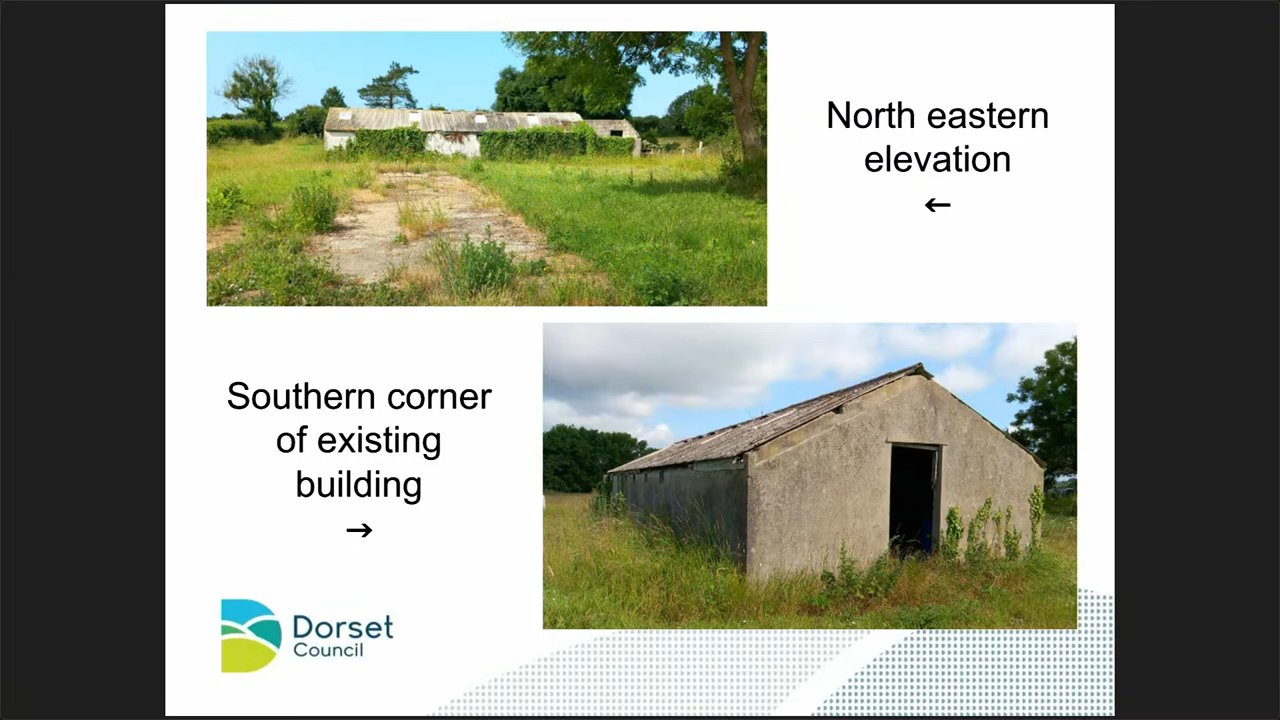 North eastern
elevation
←
Southern corner
of existing
building
→
Dorset
Council